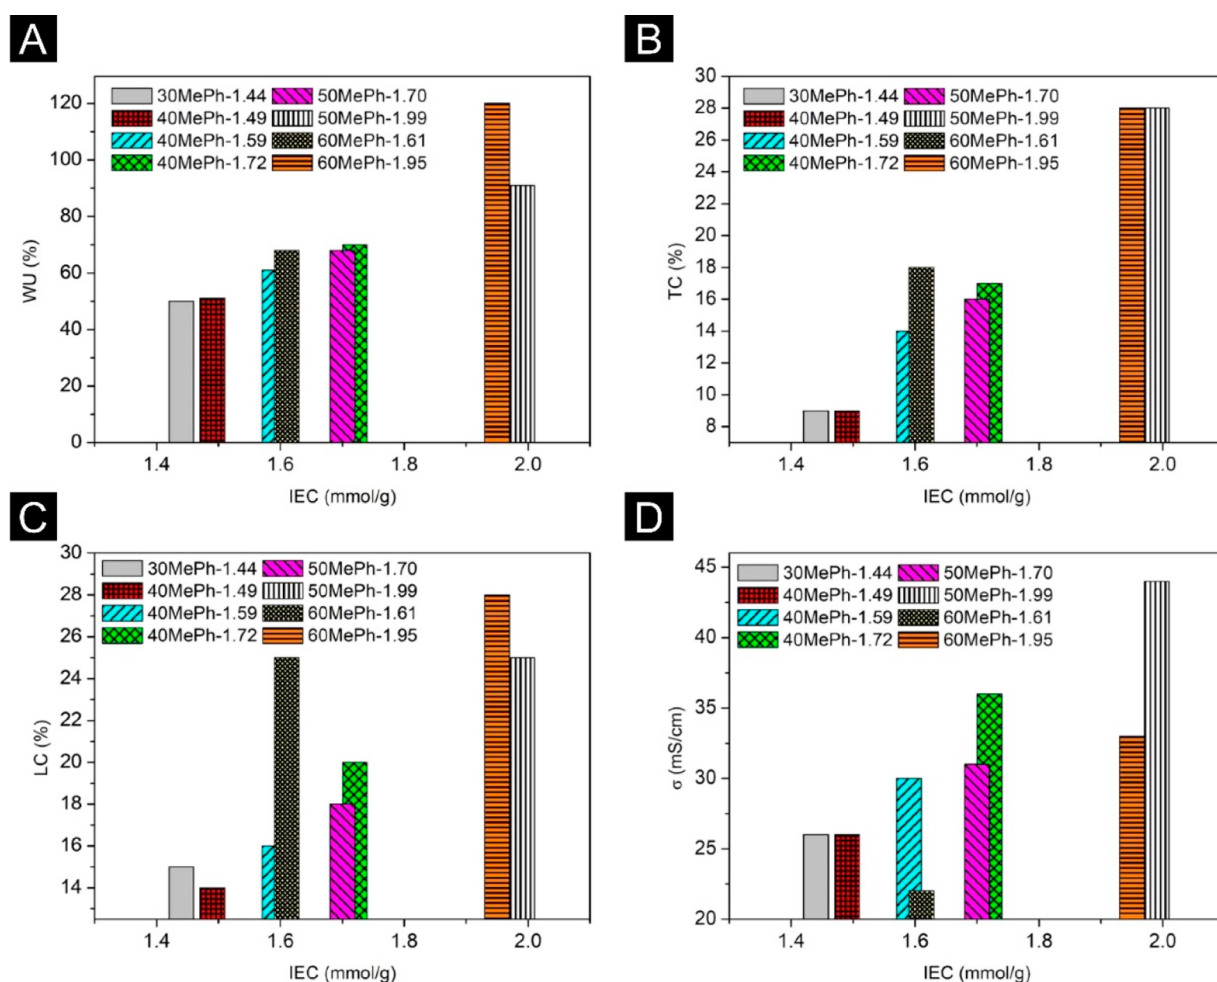 A
B
30MePh-1.44
40MePh-1.49
40MePh-1.59
40MePh-1.72
50MePh-1.70
50MePh-1.99
60MePh-1.61
60MePh-1.95
120
100
80
60
40
20
0
WU (%)
1.4
1.6
1.8
2.0
IEC (mmol/g)
30MePh-1.44
40MePh-1.49
40MePh-1.59
40MePh-1.72
50MePh-1.70
50MePh-1.99
60MePh-1.61
60MePh-1.95
30
28
26
24
22
20
18
16
14
12
9
8
TC (%)
1.4
1.6
1.8
2.0
IEC (mmol/g)
C
D
30MePh-1.44
40MePh-1.49
40MePh-1.59
40MePh-1.72
50MePh-1.70
50MePh-1.99
60MePh-1.61
60MePh-1.95
30
28
26
24
22
20
18
16
14
LC (%)
1.4
1.6
1.8
2.0
IEC (mmol/g)
30MePh-1.44
40MePh-1.49
40MePh-1.59
40MePh-1.72
50MePh-1.70
50MePh-1.99
60MePh-1.61
60MePh-1.95
45
40
35
30
25
20
σ (mS/cm)
1.4
1.6
1.8
2.0
IEC (mmol/g)